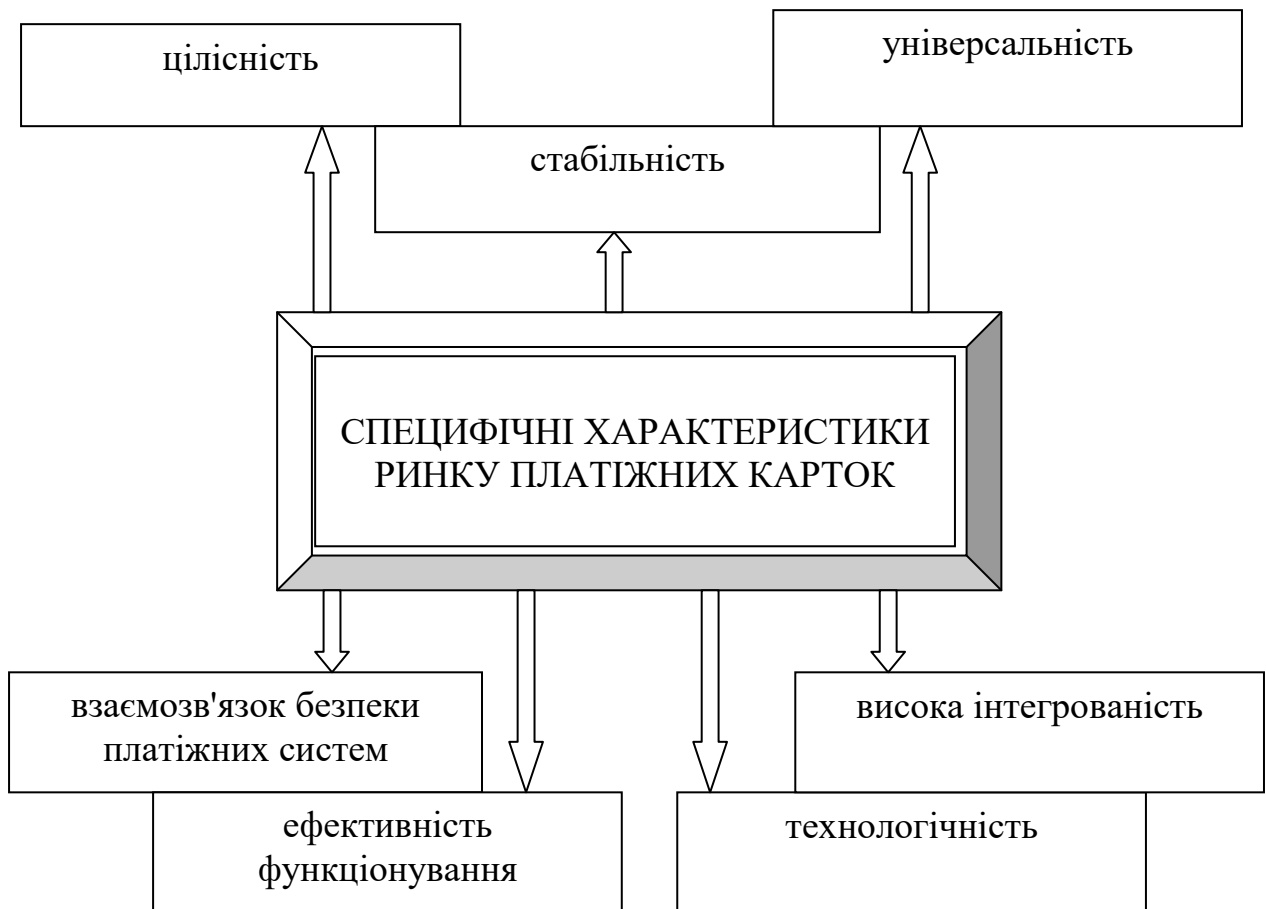 цілісність
універсальність
стабільність
СПЕЦИФІЧНІ ХАРАКТЕРИСТИКИ
РИНКУ ПЛАТІЖНИХ КАРТОК
взаємозв'язок безпеки
платіжних систем
висока інтегрованість
ефективність
функціонування
технологічність